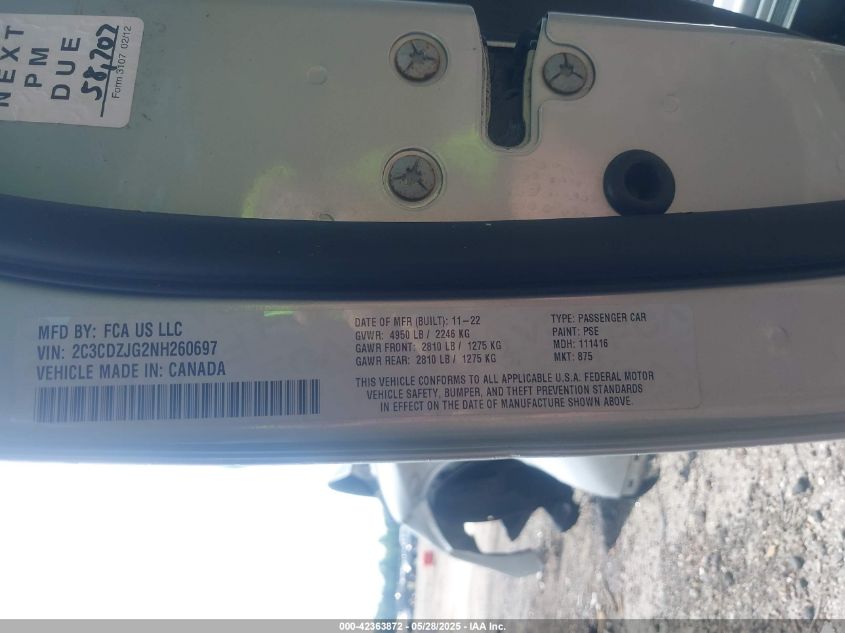 NEXT
PM
DUE
58,202
Form 3107 02/12
MFD BY: FCA US LLC
VIN: 2C3CDZJG2NH260697
VEHICLE MADE IN: CANADA
DATE OF MFR (BUILT): 11-22
GVWR: 4950 LB / 2246 KG
GAWR FRONT: 2810 LB / 1275 KG
GAWR REAR: 2810 LB / 1275 KG
TYPE: PASSENGER CAR
PAINT: PSE
MDH: 111416
MKT: 875
THIS VEHICLE CONFORMS TO ALL APPLICABLE U.S.A. FEDERAL MOTOR
VEHICLE SAFETY, BUMPER, AND THEFT PREVENTION STANDARDS
IN EFFECT ON THE DATE OF MANUFACTURE SHOWN ABOVE.
000-42363872 — 05/28/2025 — IAA Inc.